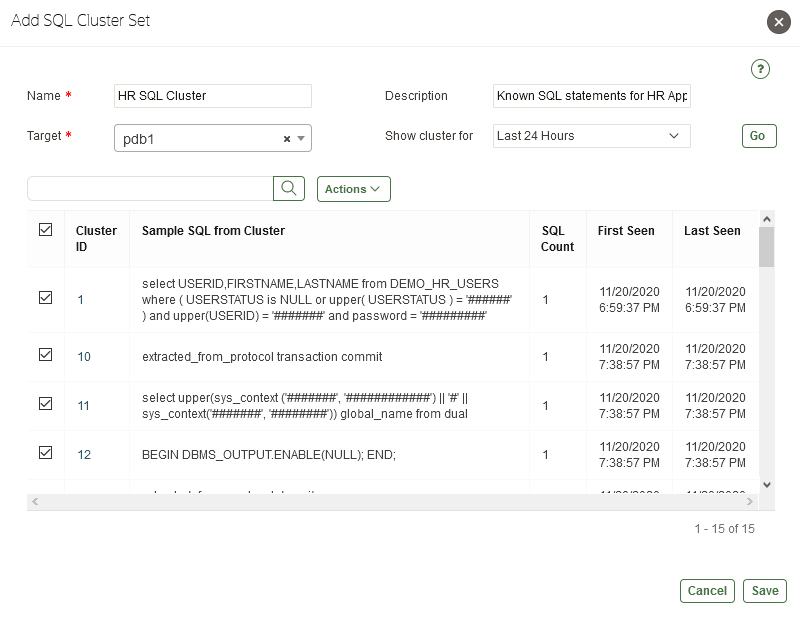 Add SQL Cluster Set
?
Name * HR SQL Cluster Description Known SQL statements for HR App
Target * pdb1 Show cluster for Last 24 Hours Go
Actions
Cluster ID Sample SQL from Cluster SQL Count First Seen Last Seen
1 select USERID,FIRSTNAME,LASTNAME from DEMO_HR_USERS
where ( USERSTATUS is NULL or upper( USERSTATUS ) = '######'
) and upper(USERID) = '#######' and password = '#########'
1 11/20/2020 6:59:37 PM 11/20/2020 6:59:37 PM
10 extracted_from_protocol transaction commit 1 11/20/2020 7:38:57 PM 11/20/2020 7:38:57 PM
11 select upper(sys_context ('#######', '############') || '#' ||
sys_context('#######', '########')) global_name from dual
1 11/20/2020 7:38:57 PM 11/20/2020 7:38:57 PM
12 BEGIN DBMS_OUTPUT.ENABLE(NULL); END; 1 11/20/2020 7:38:57 PM 11/20/2020 7:38:57 PM
1 - 15 of 15
Cancel Save